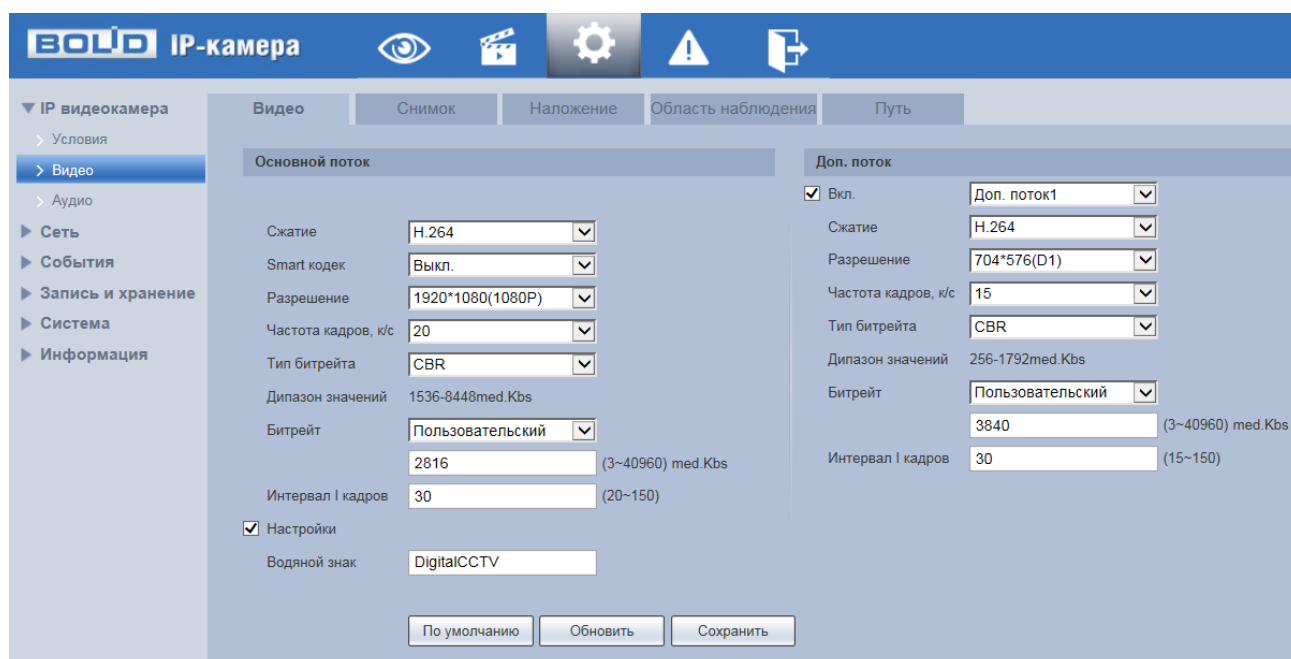 BOLID IP-камера
IP видеокамера
Условия
Видео
Аудио
Сеть
События
Запись и хранение
Система
Информация
Видео Снимок Наложение Область наблюдения Путь
Основной поток
Сжатие H.264
Smart кодек Выкл.
Разрешение 1920*1080(1080P)
Частота кадров, к/с 20
Тип битрейта CBR
Дипазон значений 1536-8448med.Kbs
Битрейт Пользовательский
2816 (3~40960) med.Kbs
Интервал I кадров 30 (20~150)
Настройки
Водяной знак DigitalCCTV
По умолчанию Обновить Сохранить
Доп. поток
Вкл. Доп. поток1
Сжатие H.264
Разрешение 704*576(D1)
Частота кадров, к/с 15
Тип битрейта CBR
Дипазон значений 256-1792med.Kbs
Битрейт Пользовательский
3840 (3~40960) med.Kbs
Интервал I кадров 30 (15~150)